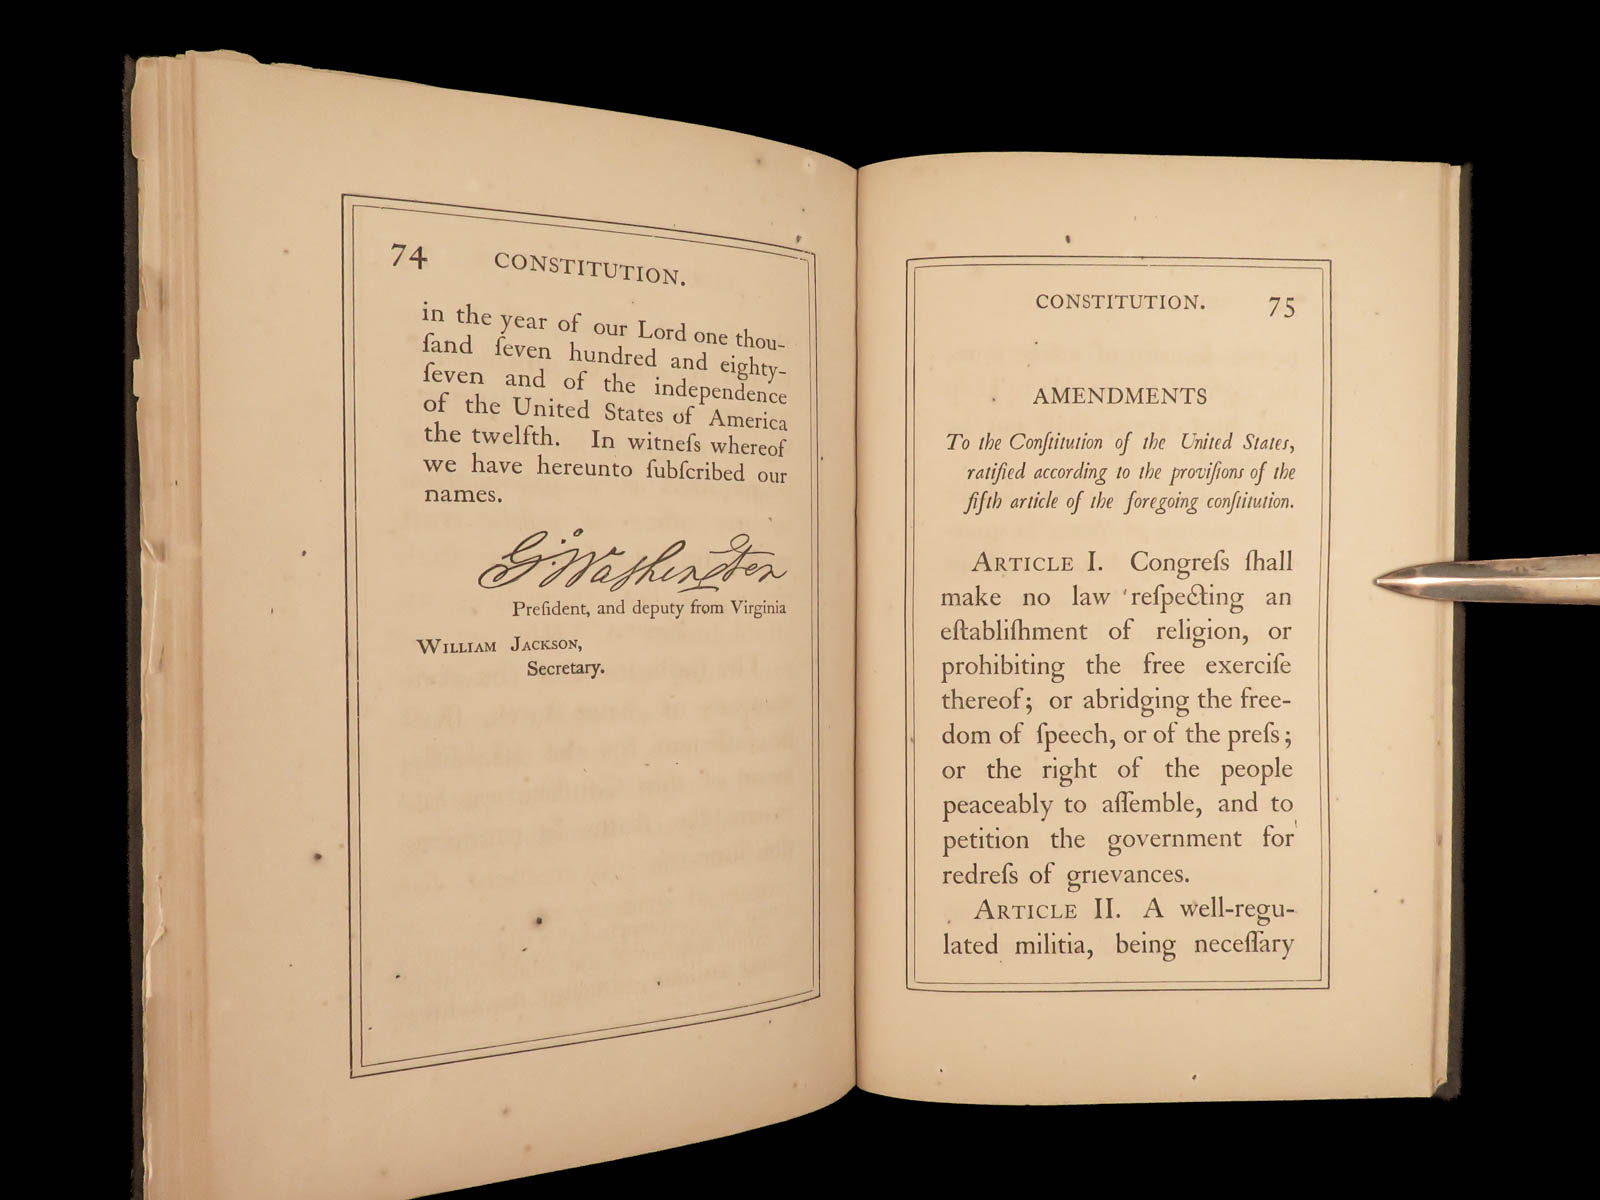 74 CONSTITUTION.
in the year of our Lord one thou-
ſand ſeven hundred and eighty-
ſeven and of the independence
of the United States of America
the twelfth. In witneſs whereof
we have hereunto ſubſcribed our
names.
Go. Washington
Preſident, and deputy from Virginia
WILLIAM JACKSON,
Secretary.
CONSTITUTION. 75
AMENDMENTS
To the Conſtitution of the United States,
ratified according to the proviſions of the
fifth article of the foregoing conſtitution.
ARTICLE I. Congreſs ſhall
make no law reſpecting an
eſtabliſhment of religion, or
prohibiting the free exerciſe
thereof; or abridging the free-
dom of ſpeech, or of the preſs;
or the right of the people
peaceably to aſſemble, and to
petition the government for
redreſs of grievances.
ARTICLE II. A well-regu-
lated militia, being neceſſary